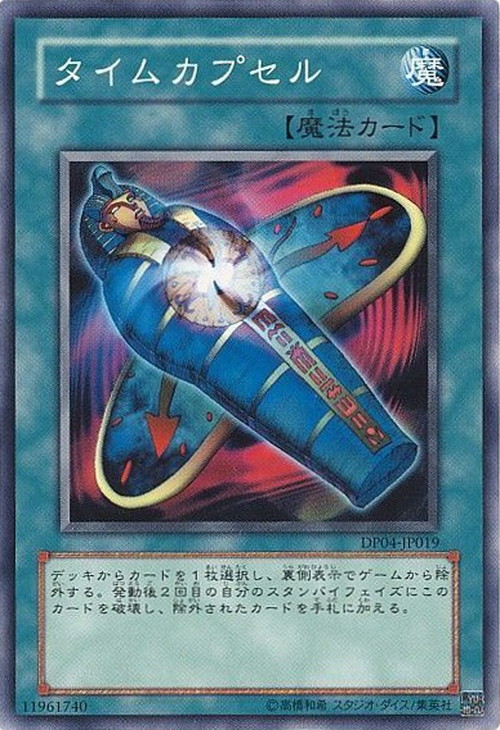 タイムカプセル
魔
【魔法カード】
DP04-JP019
デッキからカードを1枚選択し、裏側表示でゲームから除
外する。発動後2回目の自分のスタンバイフェイズにこの
カードを破壊し、除外されたカードを手札に加える。
11961740
©高橋和希 スタジオ・ダイス/集英社